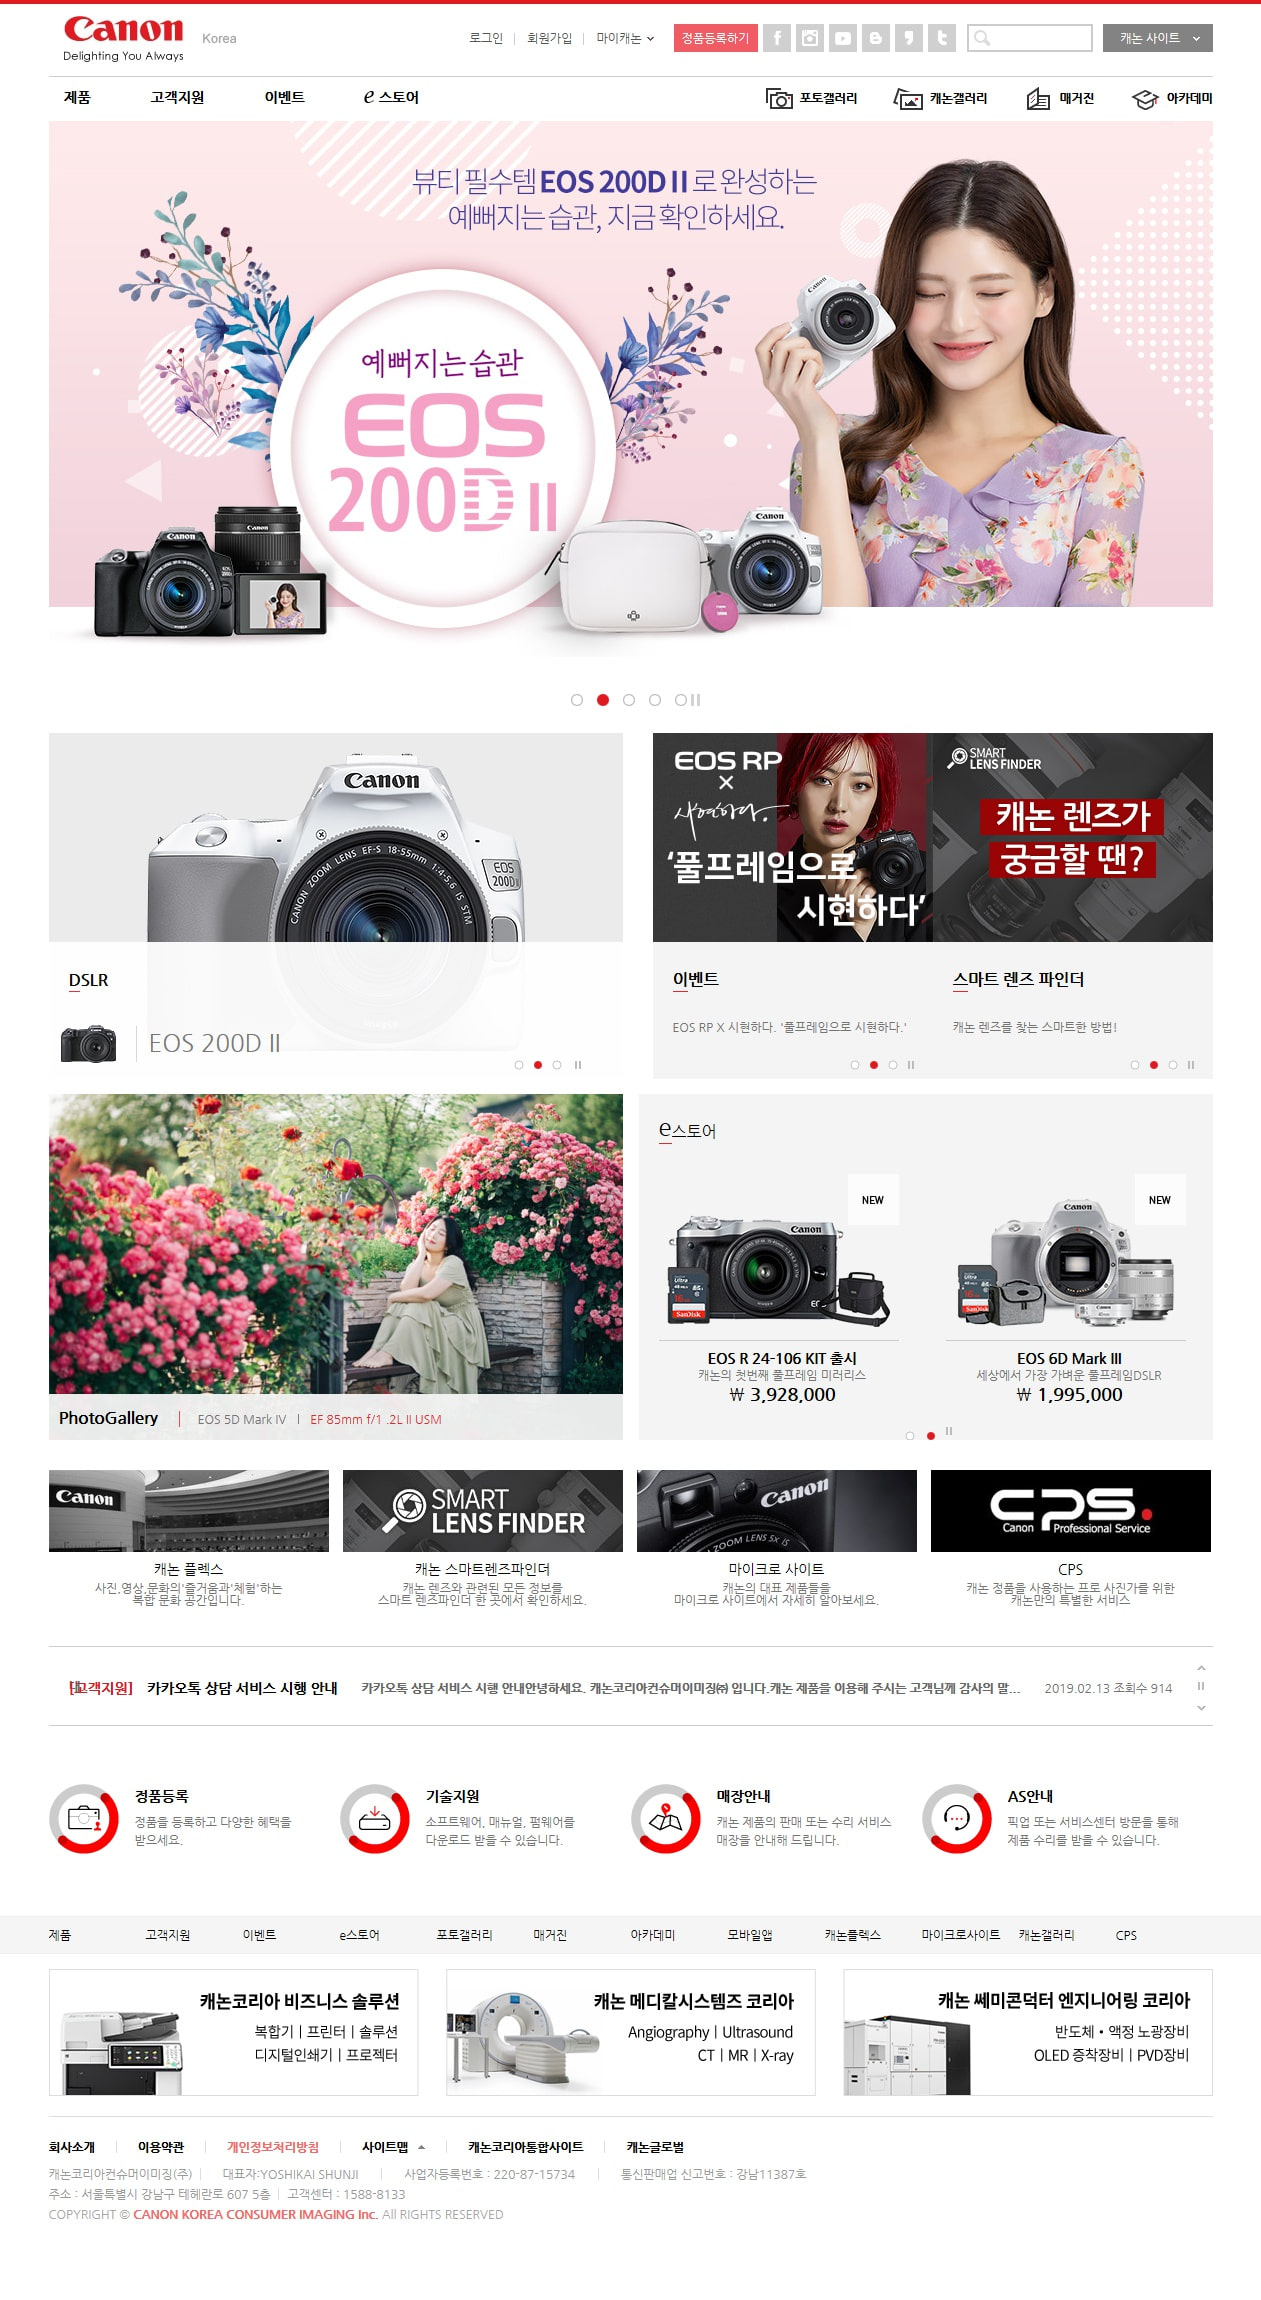 Canon
Delighting You Always
Korea
로그인
회원가입
마이캐논
정품등록하기
캐논 사이트
제품
고객지원
이벤트
e 스토어
포토갤러리
캐논갤러리
매거진
아카데미
뷰티 필수템 EOS 200D II 로 완성하는
예뻐지는 습관, 지금 확인하세요.
예뻐지는 습관
EOS
200D II
Canon
CANON ZOOM LENS EF-S 18-55mm 1:4-5.6 IS STM
EOS
200D II
DSLR
EOS 200D II
EOS RP
×
시현하다.
‘풀프레임으로
시현하다’
SMART
LENS FINDER
캐논 렌즈가
궁금할 땐?
이벤트
EOS RP X 시현하다. '풀프레임으로 시현하다.'
스마트 렌즈 파인더
캐논 렌즈를 찾는 스마트한 방법!
PhotoGallery
EOS 5D Mark IV | EF 85mm f/1 .2L II USM
e스토어
NEW
NEW
EOS R 24-106 KIT 출시
캐논의 첫번째 풀프레임 미러리스
₩ 3,928,000
EOS 6D Mark III
세상에서 가장 가벼운 풀프레임DSLR
₩ 1,995,000
Canon
캐논 플렉스
사진,영상,문화의'즐거움과'체험'하는
복합 문화 공간입니다.
SMART
LENS FINDER
캐논 스마트렌즈파인더
캐논 렌즈와 관련된 모든 정보를
스마트 렌즈파인더 한 곳에서 확인하세요.
Canon
ZOOM LENS 5X IS
마이크로 사이트
캐논의 대표 제품들을
마이크로 사이트에서 자세히 알아보세요.
CPS
Canon Professional Service
CPS
캐논 정품을 사용하는 프로 사진가를 위한
캐논만의 특별한 서비스
[고객지원] 카카오톡 상담 서비스 시행 안내 카카오톡 상담 서비스 시행 안내안녕하세요. 캐논코리아컨슈머이미징㈜ 입니다.캐논 제품을 이용해 주시는 고객님께 감사의 말... 2019.02.13 조회수 914
정품등록
정품을 등록하고 다양한 혜택을
받으세요.
기술지원
소프트웨어, 매뉴얼, 펌웨어를
다운로드 받을 수 있습니다.
매장안내
캐논 제품의 판매 또는 수리 서비스
매장을 안내해 드립니다.
AS안내
픽업 또는 서비스센터 방문을 통해
제품 수리를 받을 수 있습니다.
제품 고객지원 이벤트 e스토어 포토갤러리 매거진 아카데미 모바일앱 캐논플렉스 마이크로사이트 캐논갤러리 CPS
캐논코리아 비즈니스 솔루션
복합기 | 프린터 | 솔루션
디지털인쇄기 | 프로젝터
캐논 메디칼시스템즈 코리아
Angiography | Ultrasound
CT | MR | X-ray
캐논 쎄미콘덕터 엔지니어링 코리아
반도체 • 액정 노광장비
OLED 증착장비 | PVD장비
회사소개 이용약관 개인정보처리방침 사이트맵 캐논코리아통합사이트 캐논글로벌
캐논코리아컨슈머이미징(주) | 대표자:YOSHIKAI SHUNJI | 사업자등록번호 : 220-87-15734 | 통신판매업 신고번호 : 강남11387호
주소 : 서울특별시 강남구 테헤란로 607 5층 | 고객센터 : 1588-8133
COPYRIGHT © CANON KOREA CONSUMER IMAGING Inc. All RIGHTS RESERVED